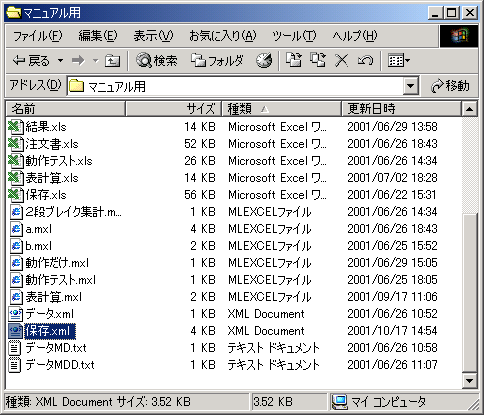 マニュアル用
ファイル(F) 編集(E) 表示(V) お気に入り(A) ツール(T) ヘルプ(H)
戻る 検索 フォルダ
アドレス(D) マニュアル用 移動
名前 サイズ 種類 更新日時
結果.xls 14 KB Microsoft Excel ワ... 2001/06/29 13:58
注文書.xls 52 KB Microsoft Excel ワ... 2001/06/26 18:43
動作テスト.xls 26 KB Microsoft Excel ワ... 2001/06/26 14:34
表計算.xls 14 KB Microsoft Excel ワ... 2001/07/02 18:28
保存.xls 56 KB Microsoft Excel ワ... 2001/06/22 15:31
2段ブレイク集計.m... 1 KB MLEXCELファイル 2001/06/26 14:34
a.mxl 4 KB MLEXCELファイル 2001/06/26 18:43
b.mxl 2 KB MLEXCELファイル 2001/06/25 15:52
動作だけ.mxl 1 KB MLEXCELファイル 2001/06/29 15:05
動作テスト.mxl 1 KB MLEXCELファイル 2001/06/25 18:05
表計算.mxl 2 KB MLEXCELファイル 2001/09/17 11:06
データ.xml 1 KB XML Document 2001/06/26 10:52
保存.xml 4 KB XML Document 2001/10/17 14:54
データMD.txt 1 KB テキスト ドキュメント 2001/06/26 10:58
データMDD.txt 1 KB テキスト ドキュメント 2001/06/26 11:07
種類: XML Document サイズ: 3.52 KB 3.52 KB マイ コンピュータ